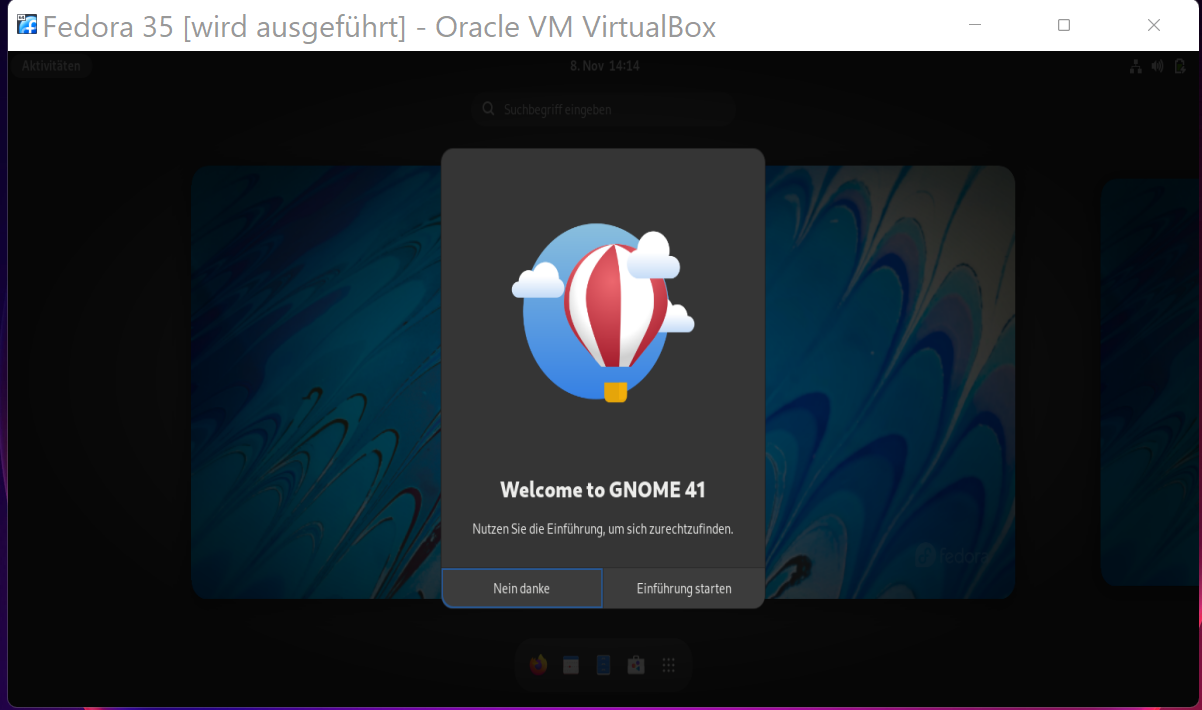 Fedora 35 [wird ausgeführt] - Oracle VM VirtualBox
Aktivitäten
8. Nov 14:14
Suchbegriff eingeben
Welcome to GNOME 41
Nutzen Sie die Einführung, um sich zurechtzufinden.
fedora
Nein danke
Einführung starten